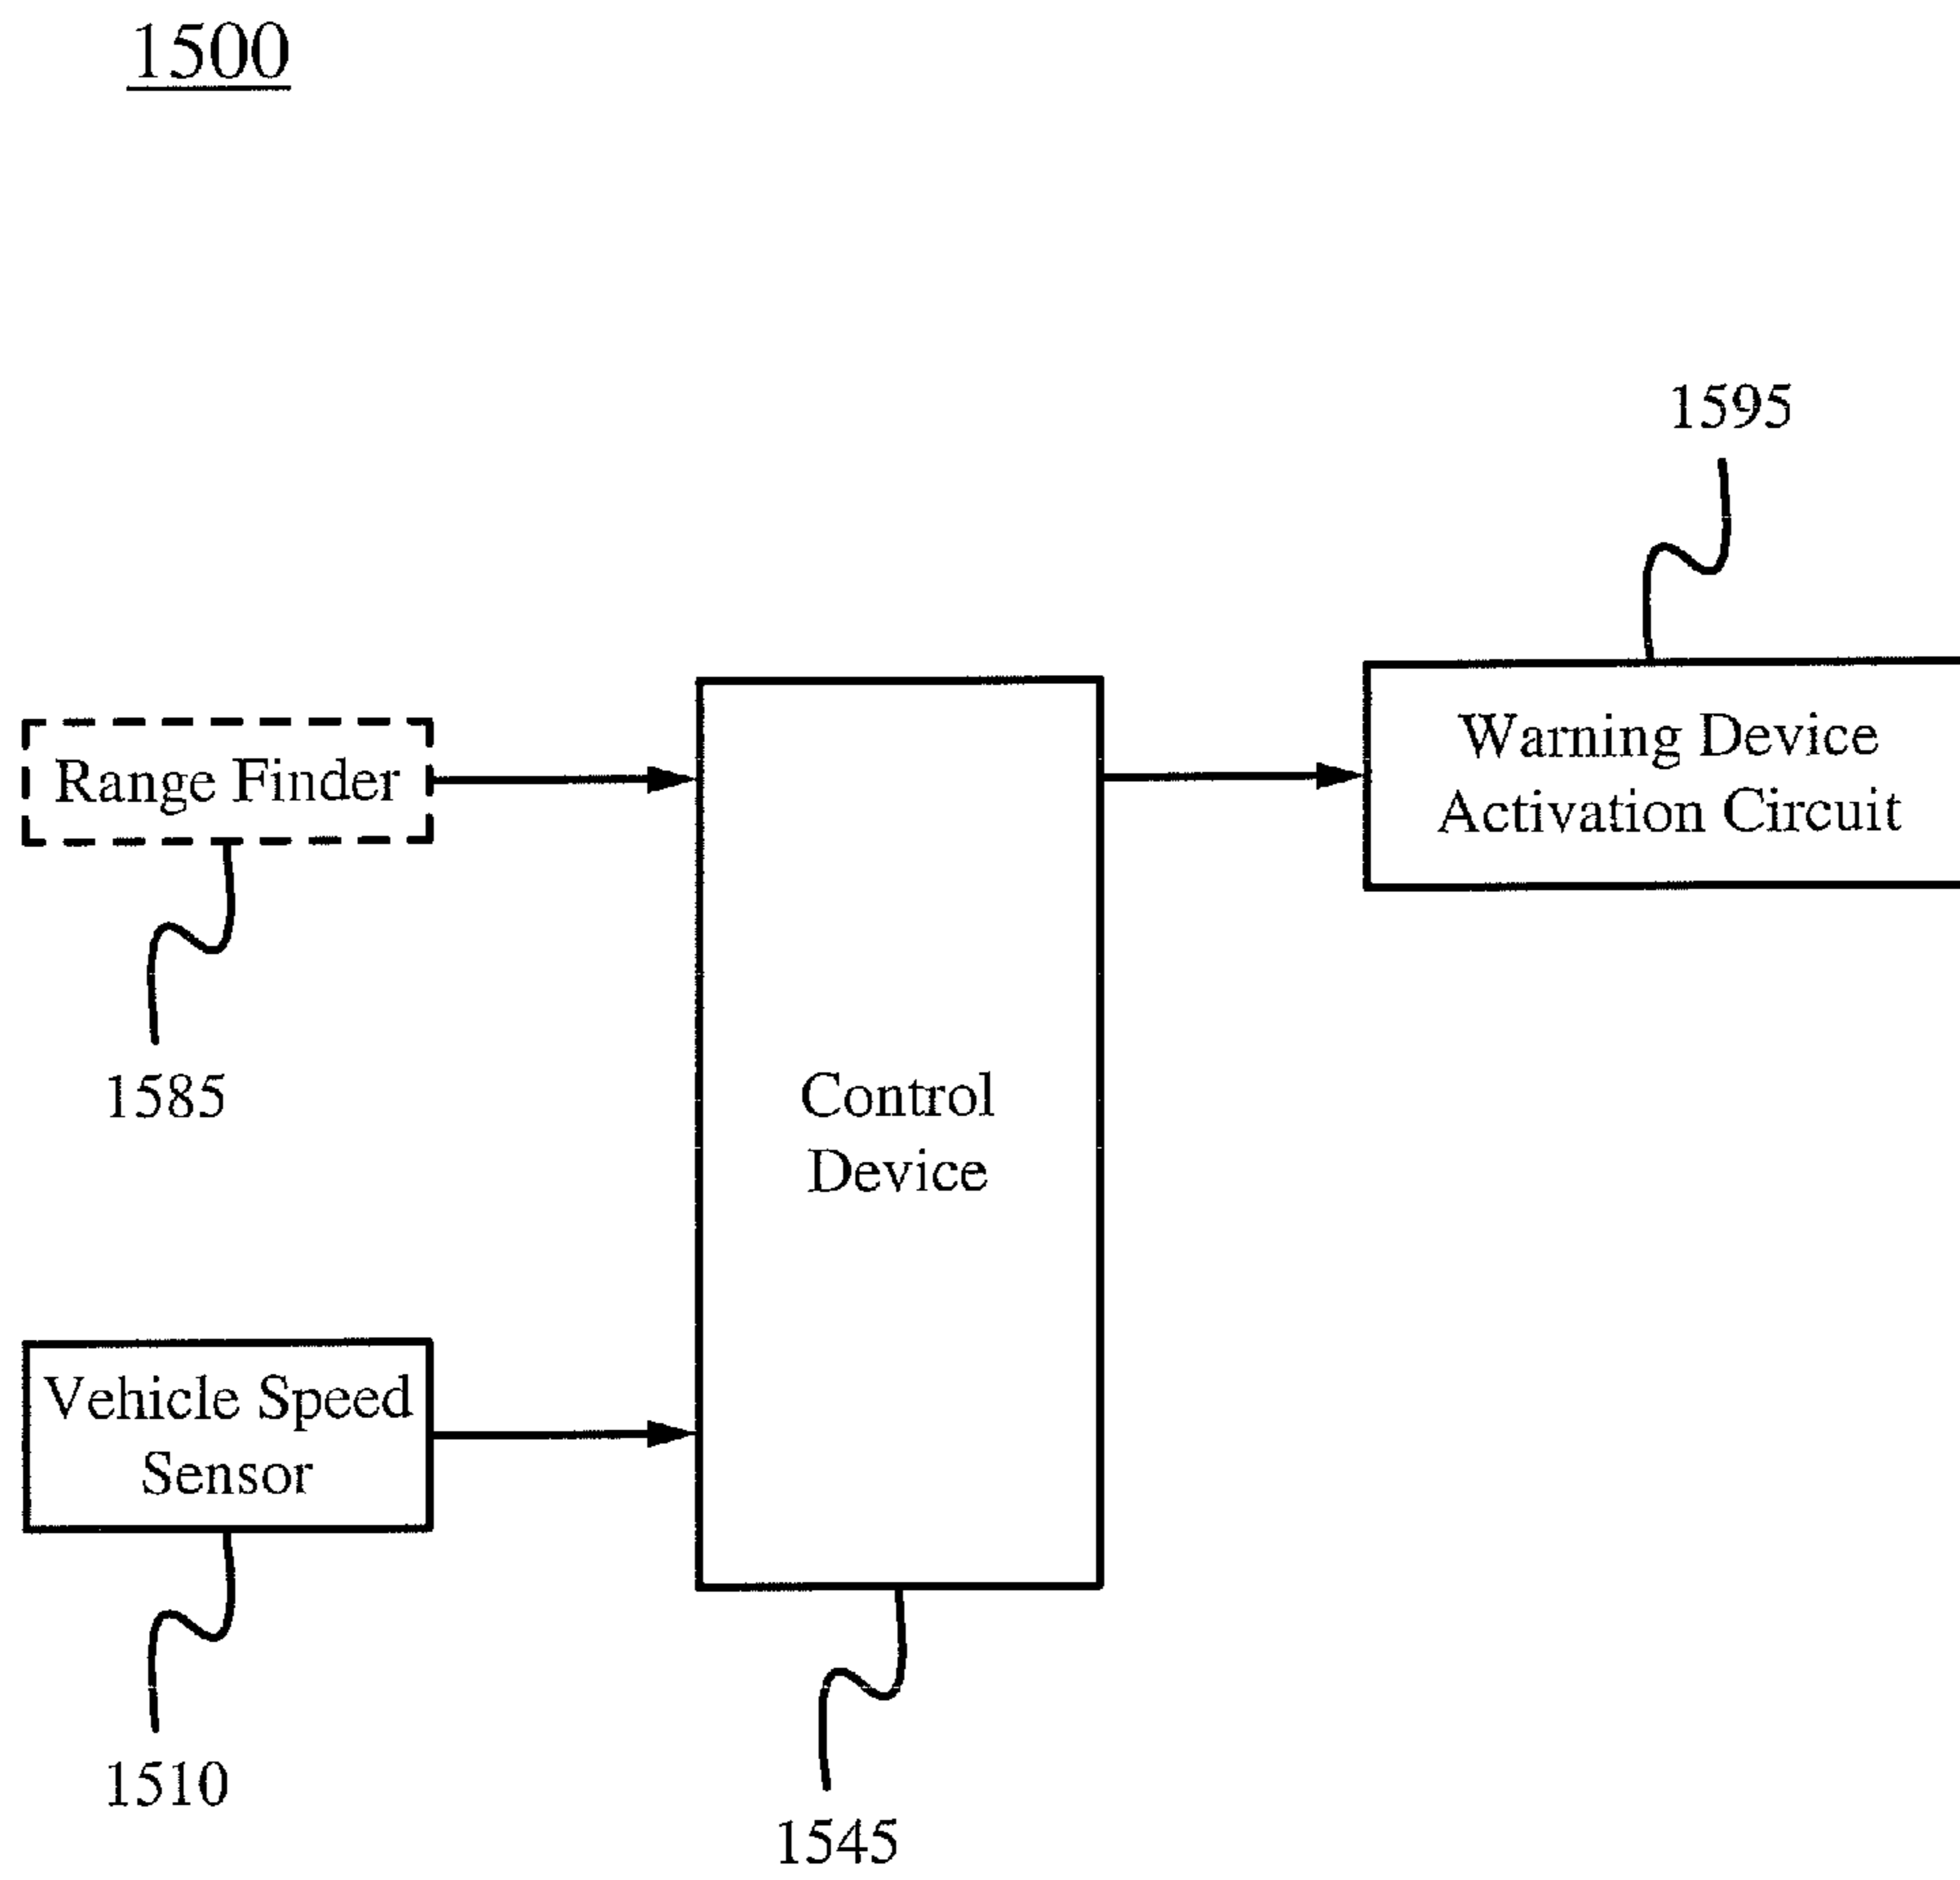 1500
1595
Warning Device
Activation Circuit
Range Finder
1585
Control
Device
Vehicle Speed
Sensor
1510
1545